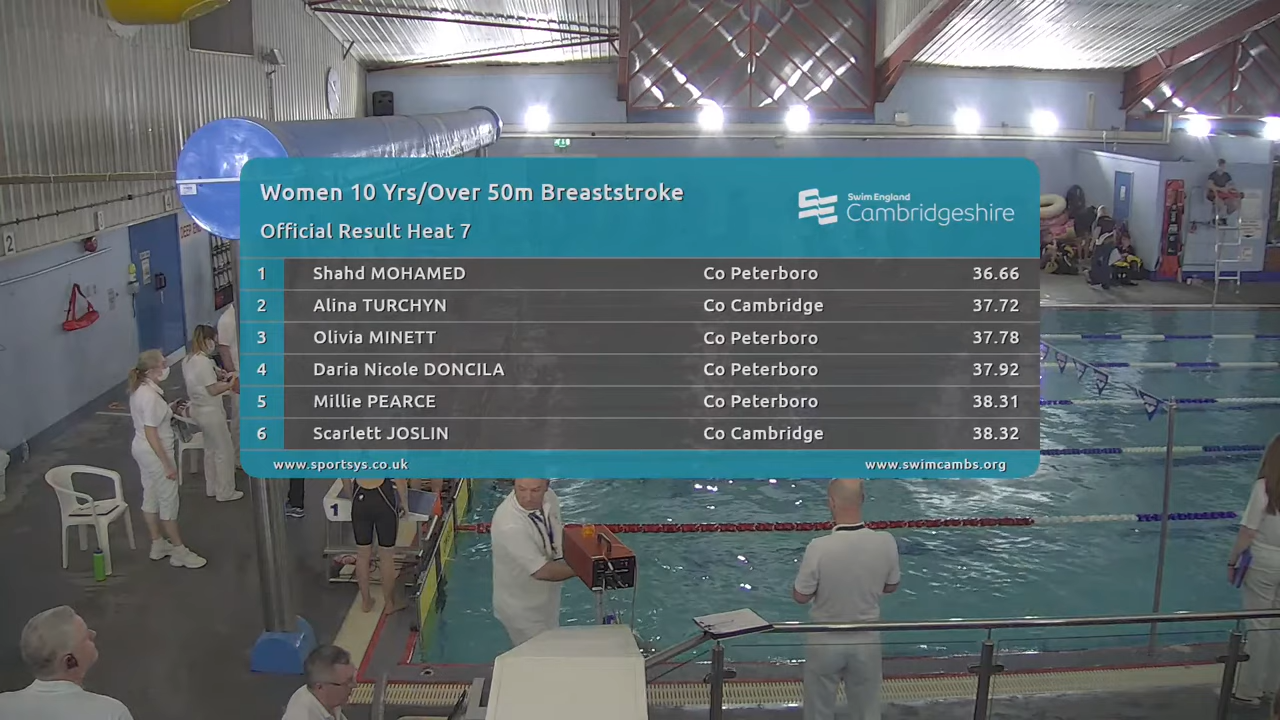 Women 10 Yrs/Over 50m Breaststroke
Official Result Heat 7
Swim England
Cambridgeshire
1 Shahd MOHAMED Co Peterboro 36.66
2 Alina TURCHYN Co Cambridge 37.72
3 Olivia MINETT Co Peterboro 37.78
4 Daria Nicole DONCILA Co Peterboro 37.92
5 Millie PEARCE Co Peterboro 38.31
6 Scarlett JOSLIN Co Cambridge 38.32
www.sportsys.co.uk www.swimcambs.org
2
1